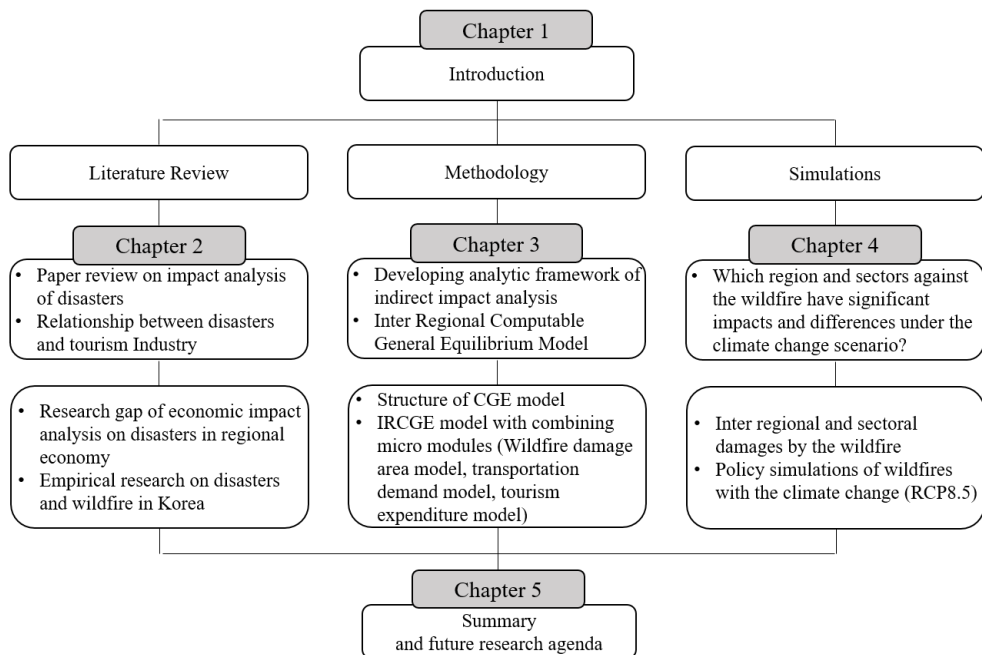 Chapter 1
Introduction
Literature Review
Methodology
Simulations
Chapter 2
• Paper review on impact analysis
of disasters
• Relationship between disasters
and tourism Industry
• Research gap of economic impact
analysis on disasters in regional
economy
• Empirical research on disasters
and wildfire in Korea
Chapter 3
• Developing analytic framework of
indirect impact analysis
• Inter Regional Computable
General Equilibrium Model
• Structure of CGE model
• IRCGE model with combining
micro modules (Wildfire damage
area model, transportation
demand model, tourism
expenditure model)
Chapter 4
• Which region and sectors against
the wildfire have significant
impacts and differences under the
climate change scenario?
• Inter regional and sectoral
damages by the wildfire
• Policy simulations of wildfires
with the climate change (RCP8.5)
Chapter 5
Summary
and future research agenda